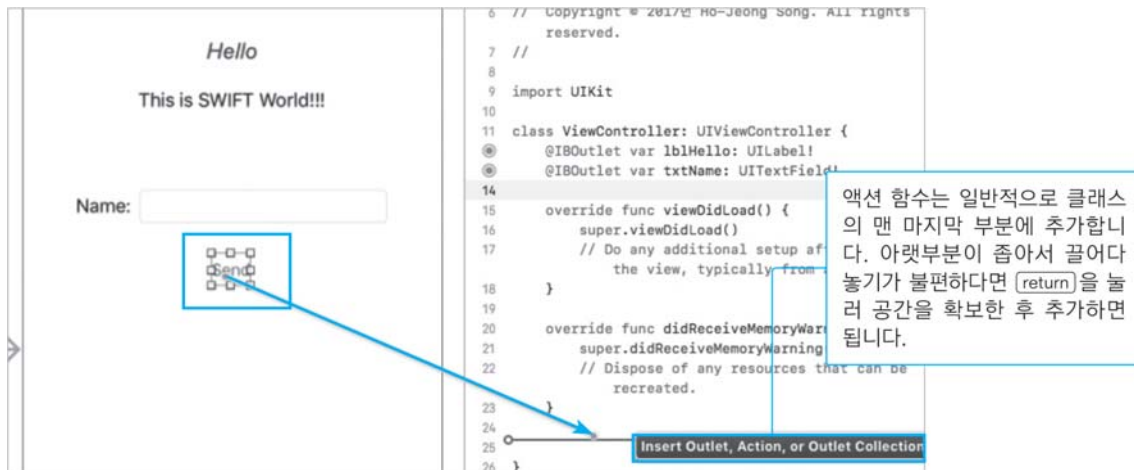 Hello
This is SWIFT World!!!
Name:
Send
6 // Copyright © 2017년 Ho-Jeong Song. All rights
reserved.
7 //
8
9 import UIKit
10
11 class ViewController: UIViewController {
@IBOutlet var lblHello: UILabel!
@IBOutlet var txtName: UITextField!
14
15 override func viewDidLoad() {
16 super.viewDidLoad()
17 // Do any additional setup af
the view, typically from
18 }
19
20 override func didReceiveMemoryWar
21 super.didReceiveMemoryWarning
22 // Dispose of any resources that can be
recreated.
23 }
24
25 Insert Outlet, Action, or Outlet Collection
26 }
액션 함수는 일반적으로 클래스
의 맨 마지막 부분에 추가합니
다. 아랫부분이 좁아서 끌어다
놓기가 불편하다면 return을 눌
러 공간을 확보한 후 추가하면
됩니다.